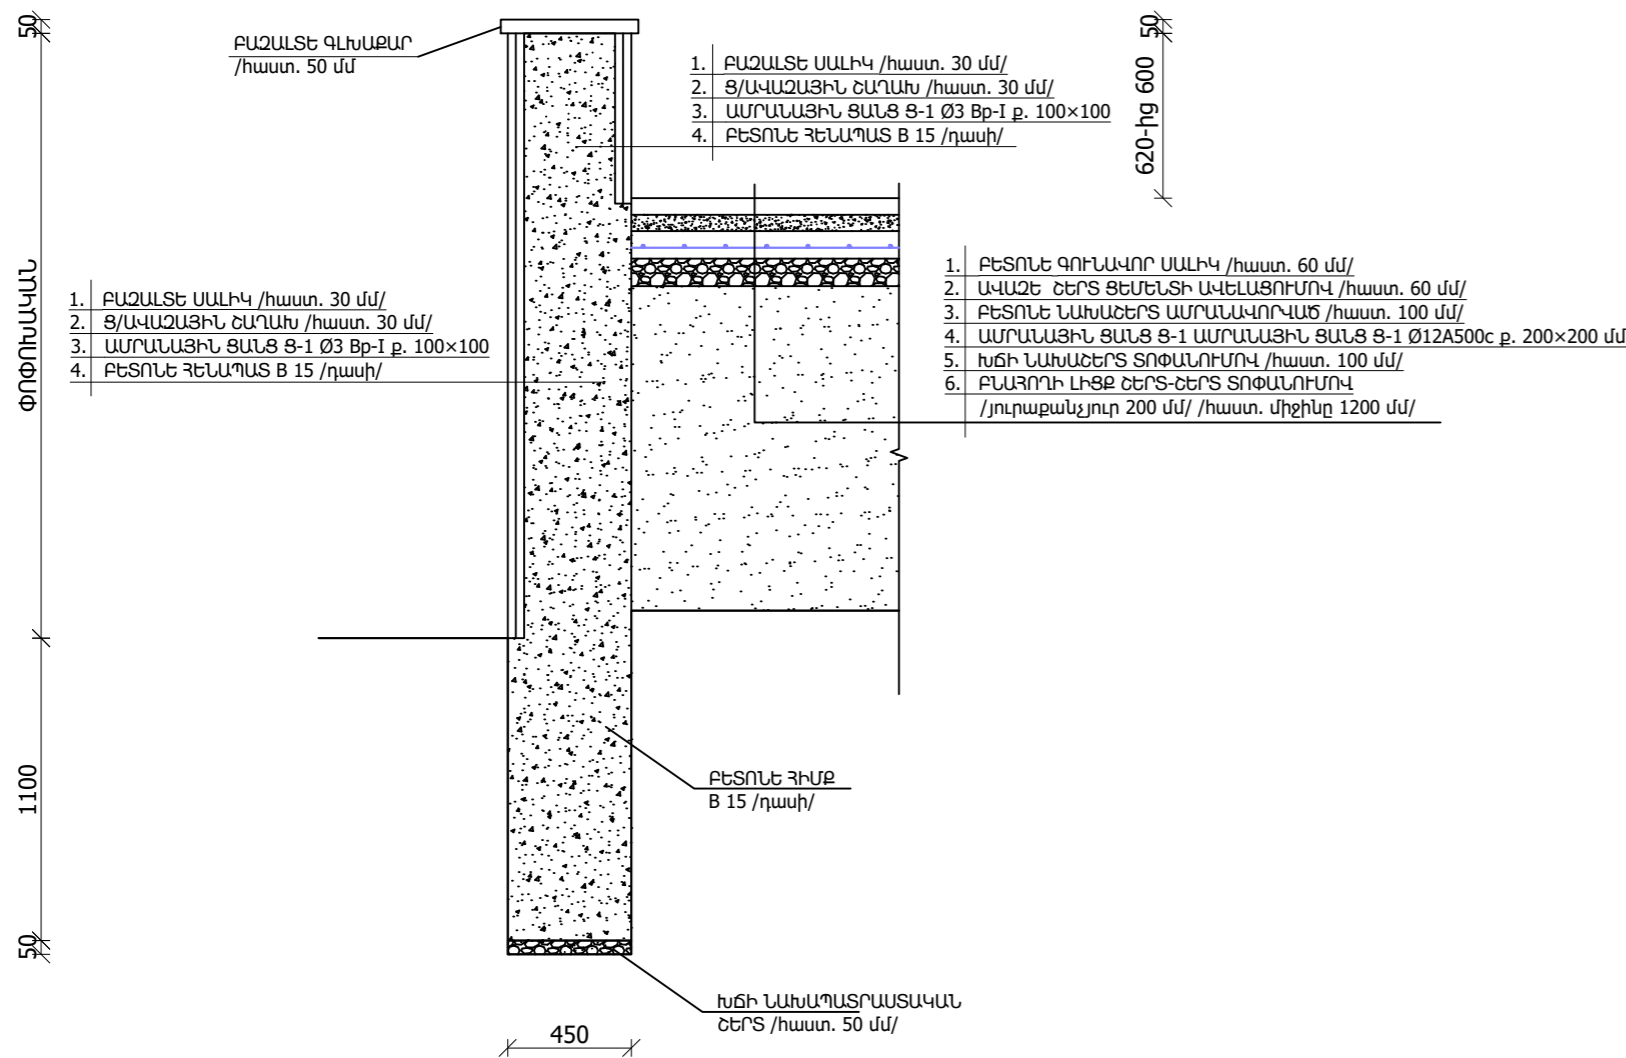 50
ԲԱԶԱԼՏԵ ԳԼԽԱՔԱՐ
/հաստ. 50 մմ
1. ԲԱԶԱԼՏԵ ՍԱԼԻԿ /հաստ. 30 մմ/
2. Ց/ԱՎԱԶԱՅԻՆ ՇԱՂԱԽ /հաստ. 30 մմ/
3. ԱՄՐԱՆԱՅԻՆ ՑԱՆՑ Ց-1 Ø3 Bp-I ք. 100×100
4. ԲԵՏՈՆԵ ՀԵՆԱՊԱՏ B 15 /դասի/
50
620-ից 600
ՓՈՓՈԽԱԿԱՆ
1. ԲԱԶԱԼՏԵ ՍԱԼԻԿ /հաստ. 30 մմ/
2. Ց/ԱՎԱԶԱՅԻՆ ՇԱՂԱԽ /հաստ. 30 մմ/
3. ԱՄՐԱՆԱՅԻՆ ՑԱՆՑ Ց-1 Ø3 Bp-I ք. 100×100
4. ԲԵՏՈՆԵ ՀԵՆԱՊԱՏ B 15 /դասի/
1. ԲԵՏՈՆԵ ԳՈՒՆԱՎՈՐ ՍԱԼԻԿ /հաստ. 60 մմ/
2. ԱՎԱԶԵ ՇԵՐՏ ՑԵՄԵՆՏԻ ԱՎԵԼԱՑՈՒՄՈՎ /հաստ. 60 մմ/
3. ԲԵՏՈՆԵ ՆԱԽԱՇԵՐՏ ԱՄՐԱՆԱՎՈՐՎԱԾ /հաստ. 100 մմ/
4. ԱՄՐԱՆԱՅԻՆ ՑԱՆՑ Ց-1 ԱՄՐԱՆԱՅԻՆ ՑԱՆՑ Ց-1 Ø12A500c ք. 200×200 մմ
5. ԽՃԻ ՆԱԽԱՇԵՐՏ ՏՈՓԱՆՈՒՄՈՎ /հաստ. 100 մմ/
6. ԲՆԱՀՈՂԻ ԼԻՑՔ ՇԵՐՏ-ՇԵՐՏ ՏՈՓԱՆՈՒՄՈՎ
/յուրաքանչյուր 200 մմ/ /հաստ. միջինը 1200 մմ/
1100
ԲԵՏՈՆԵ ՀԻՄՔ
B 15 /դասի/
50
ԽՃԻ ՆԱԽԱՊԱՏՐԱՍՏԱԿԱՆ
ՇԵՐՏ /հաստ. 50 մմ/
450